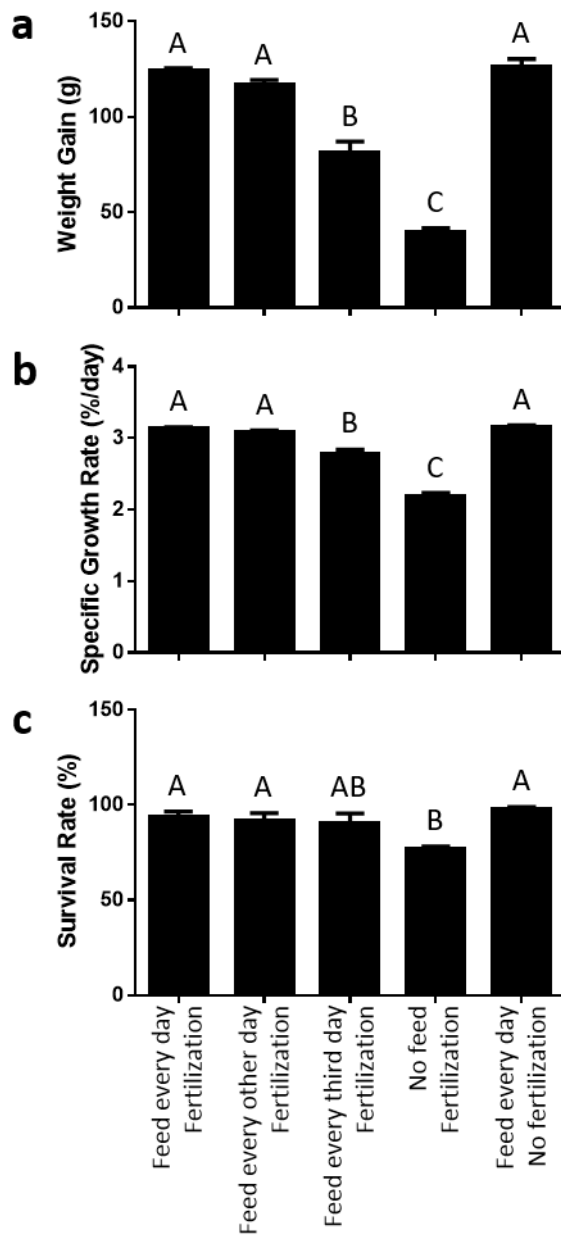 a
Weight Gain (g)
150
100
50
0
A
A
B
C
A
b
Specific Growth Rate (%/day)
4
3
2
1
0
A
A
B
C
A
c
Survival Rate (%)
150
100
50
0
A
A
AB
B
A
Feed every day
Fertilization
Feed every other day
Fertilization
Feed every third day
Fertilization
No feed
Fertilization
Feed every day
No fertilization